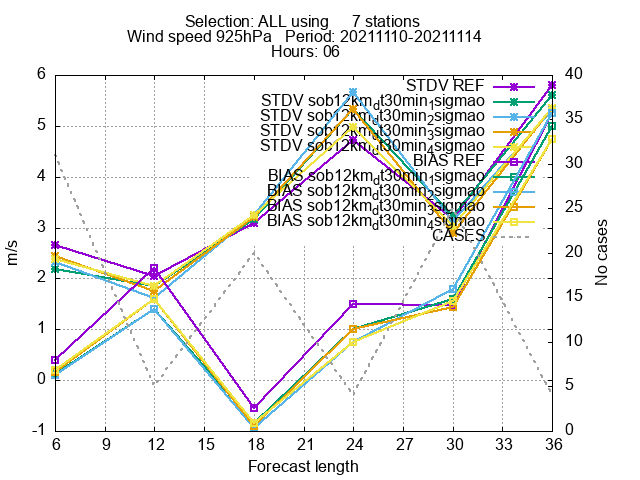 Selection: ALL using 7 stations
Wind speed 925hPa Period: 20211110-20211114
Hours: 06
STDV REF
STDV sob12km_dt30min_1sigmao
STDV sob12km_dt30min_2sigmao
STDV sob12km_dt30min_3sigmao
STDV sob12km_dt30min_4sigmao
BIAS REF
BIAS sob12km_dt30min_1sigmao
BIAS sob12km_dt30min_2sigmao
BIAS sob12km_dt30min_3sigmao
BIAS sob12km_dt30min_4sigmao
CASES
6
5
4
3
2
1
0
-1
m/s
40
35
30
25
20
15
10
5
0
No cases
6 9 12 15 18 21 24 27 30 33 36
Forecast length